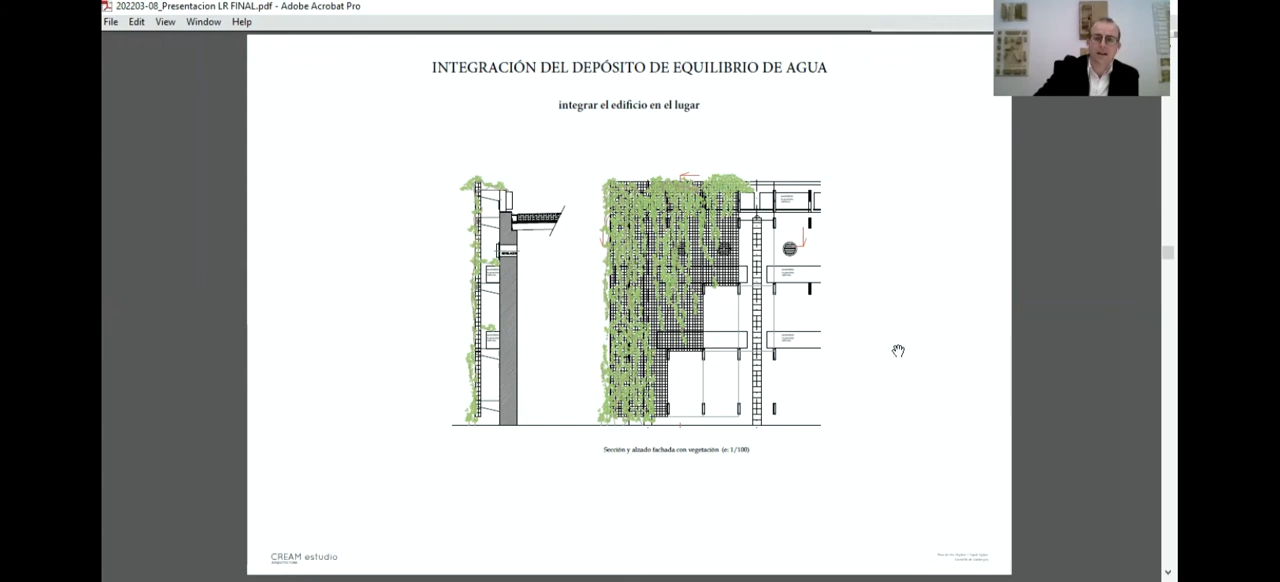 202203-08_Presentacion LR FINAL.pdf - Adobe Acrobat Pro
File Edit View Window Help
INTEGRACIÓN DEL DEPÓSITO DE EQUILIBRIO DE AGUA
integrar el edificio en el lugar
Sección y alzado fachada con vegetación (e: 1/100)
CREAM estudio
ARQUITECTURA